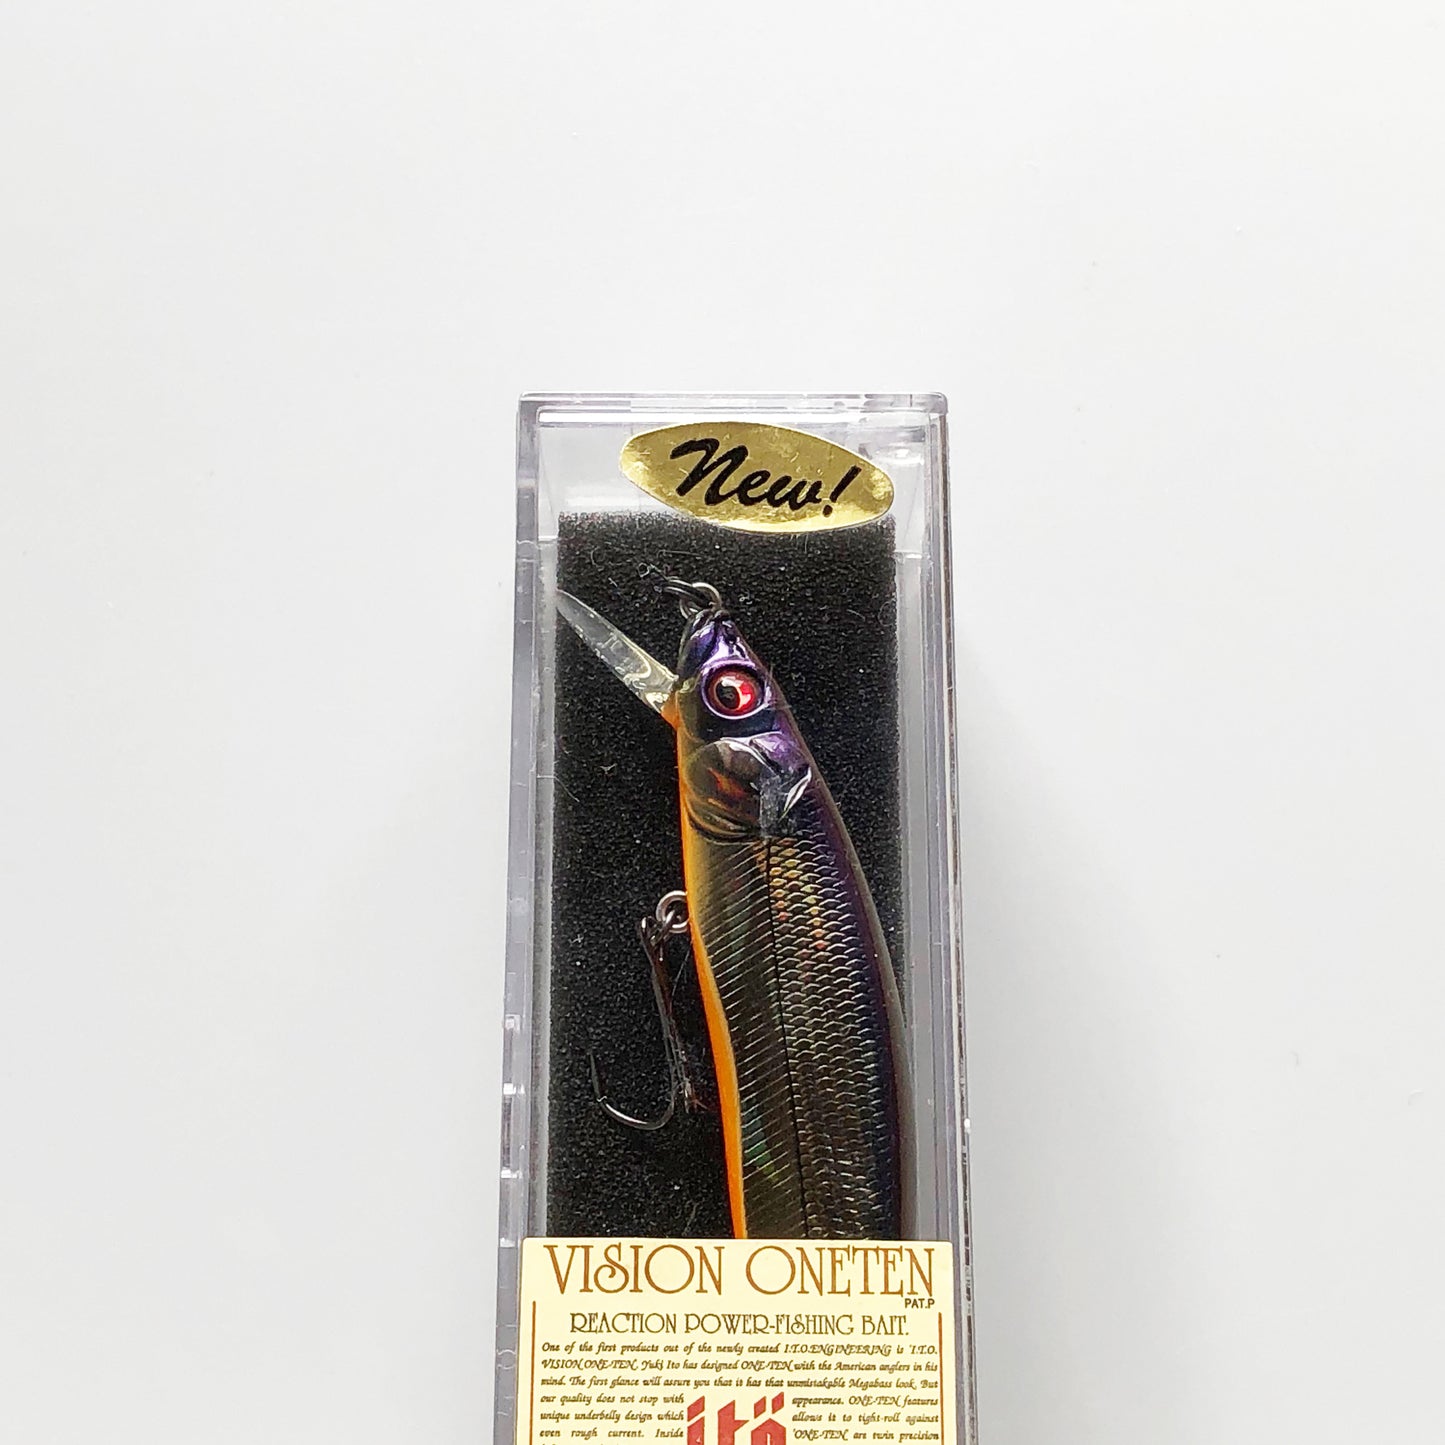 New!
VISION ONETEN
PAT.P
REACTION POWER-FISHING BAIT.
One of the first products out of the newly created I.T.O.ENGINEERING is 'I.T.O.
VISION ONE-TEN. Yuki Ito has designed ONE-TEN with the American anglers in his
mind. The first glance will assure you that it has that unmistakable Megabass look. But
our quality does not stop with appearance. ONE-TEN features
unique underbelly design which allows it to tight-roll against
even rough current. Inside 'ONE-TEN are twin precision
itö